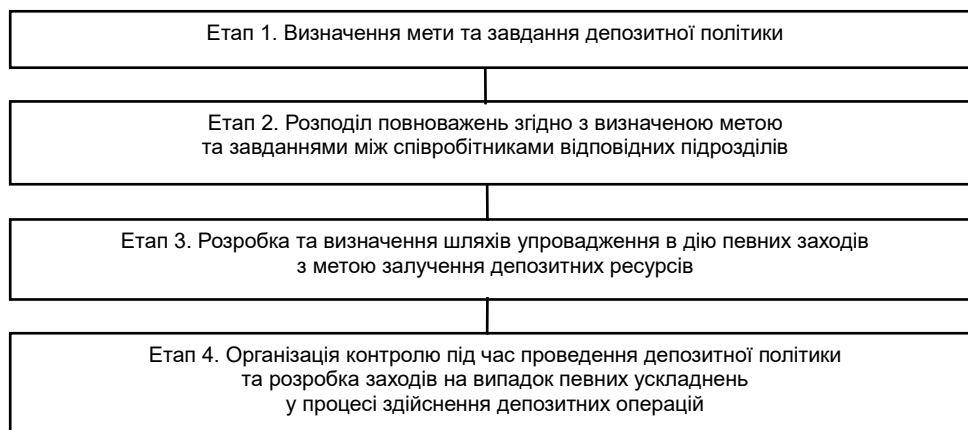 Етап 1. Визначення мети та завдання депозитної політики
Етап 2. Розподіл повноважень згідно з визначеною метою
та завданнями між співробітниками відповідних підрозділів
Етап 3. Розробка та визначення шляхів упровадження в дію певних заходів
з метою залучення депозитних ресурсів
Етап 4. Організація контролю під час проведення депозитної політики
та розробка заходів на випадок певних ускладнень
у процесі здійснення депозитних операцій